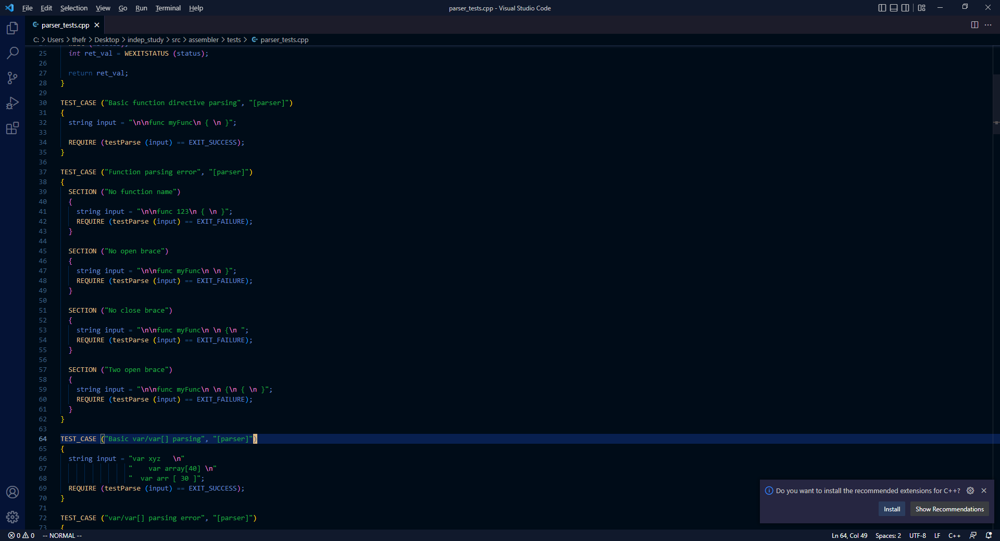 File Edit Selection View Go Run Terminal Help
parser_tests.cpp - Visual Studio Code
parser_tests.cpp
C: > Users > thefr > Desktop > indep_study > src > assembler > tests > parser_tests.cpp
25 int ret_val = WEXITSTATUS (status);
26
27 return ret_val;
28 }
29
30 TEST_CASE ("Basic function directive parsing", "[parser]")
31 {
32 string input = "\n\nfunc myFunc\n { \n }";
33
34 REQUIRE (testParse (input) == EXIT_SUCCESS);
35 }
36
37 TEST_CASE ("Function parsing error", "[parser]")
38 {
39 SECTION ("No function name")
40 {
41 string input = "\n\nfunc 123\n { \n }";
42 REQUIRE (testParse (input) == EXIT_FAILURE);
43 }
44
45 SECTION ("No open brace")
46 {
47 string input = "\n\nfunc myFunc\n \n }";
48 REQUIRE (testParse (input) == EXIT_FAILURE);
49 }
50
51 SECTION ("No close brace")
52 {
53 string input = "\n\nfunc myFunc\n \n {\n ";
54 REQUIRE (testParse (input) == EXIT_FAILURE);
55 }
56
57 SECTION ("Two open brace")
58 {
59 string input = "\n\nfunc myFunc\n \n {\n { \n }";
60 REQUIRE (testParse (input) == EXIT_FAILURE);
61 }
62 }
63
64 TEST_CASE ("Basic var/var[] parsing", "[parser]")
65 {
66 string input = "var xyz   \n"
67 "    var array[40] \n"
68 "  var arr [ 30 ]";
69 REQUIRE (testParse (input) == EXIT_SUCCESS);
70 }
71
72 TEST_CASE ("var/var[] parsing error", "[parser]")
73 {
Do you want to install the recommended extensions for C++?
Install
Show Recommendations
0 0 -- NORMAL --
Ln 64, Col 49 Spaces: 2 UTF-8 LF C++